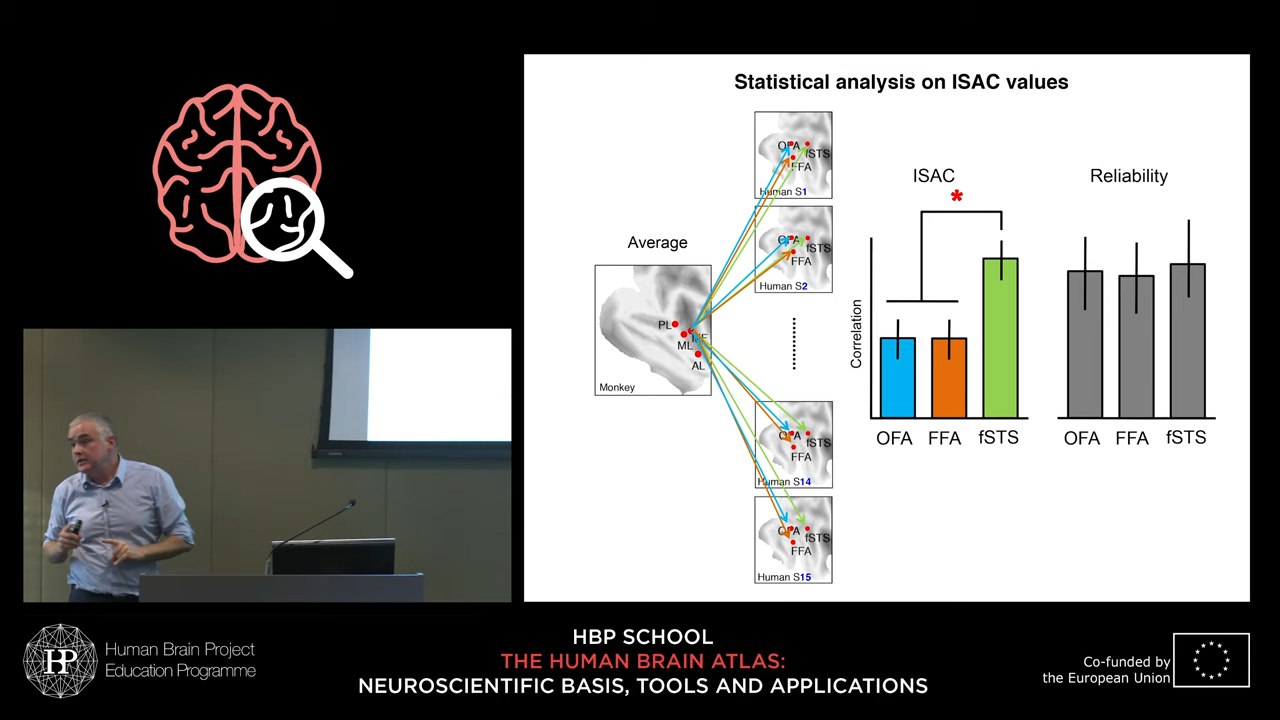 Statistical analysis on ISAC values
OFA
fSTS
FFA
Human S1
OFA
fSTS
FFA
Human S2
Average
PL
ML
AL
Monkey
OFA
fSTS
FFA
Human S14
OFA
fSTS
FFA
Human S15
ISAC
*
Correlation
OFA FFA fSTS
Reliability
OFA FFA fSTS
HBP
Human Brain Project
Education Programme
HBP SCHOOL
THE HUMAN BRAIN ATLAS:
NEUROSCIENTIFIC BASIS, TOOLS AND APPLICATIONS
Co-funded by
the European Union